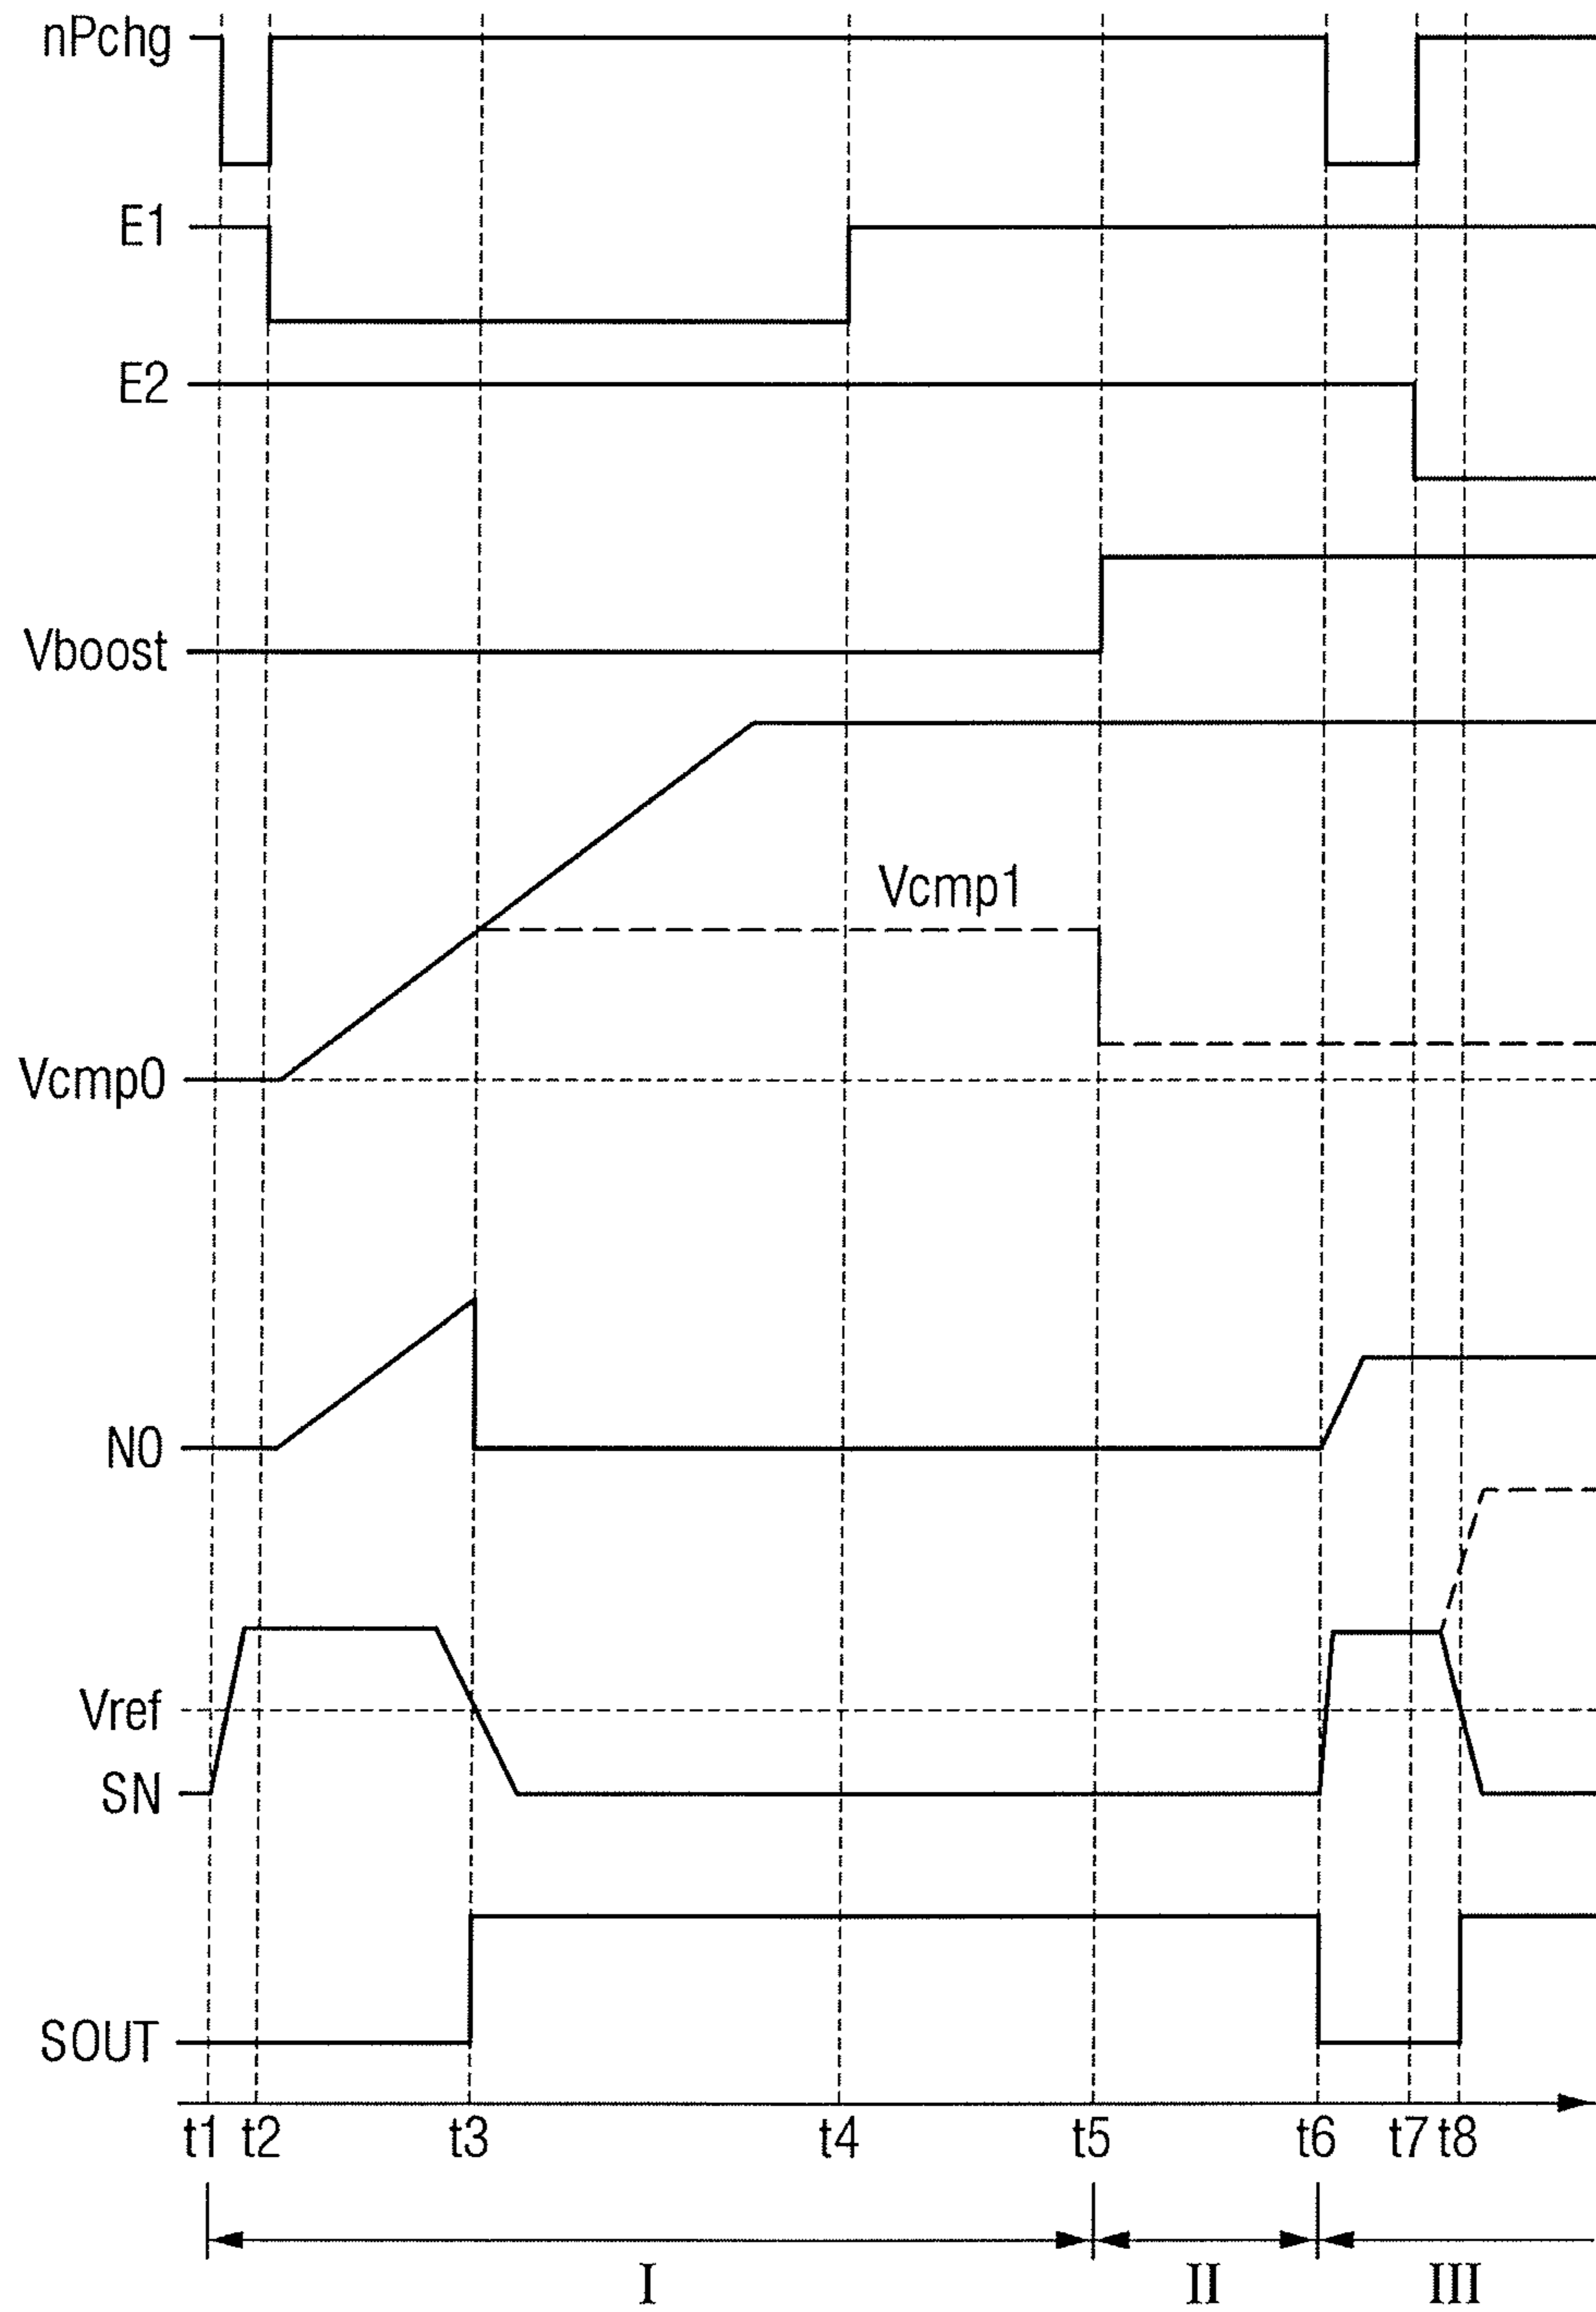 nPchg
E1
E2
Vboost
Vcmp1
Vcmp0
N0
Vref
SN
SOUT
t1 t2 t3 t4 t5 t6 t7 t8
I II III